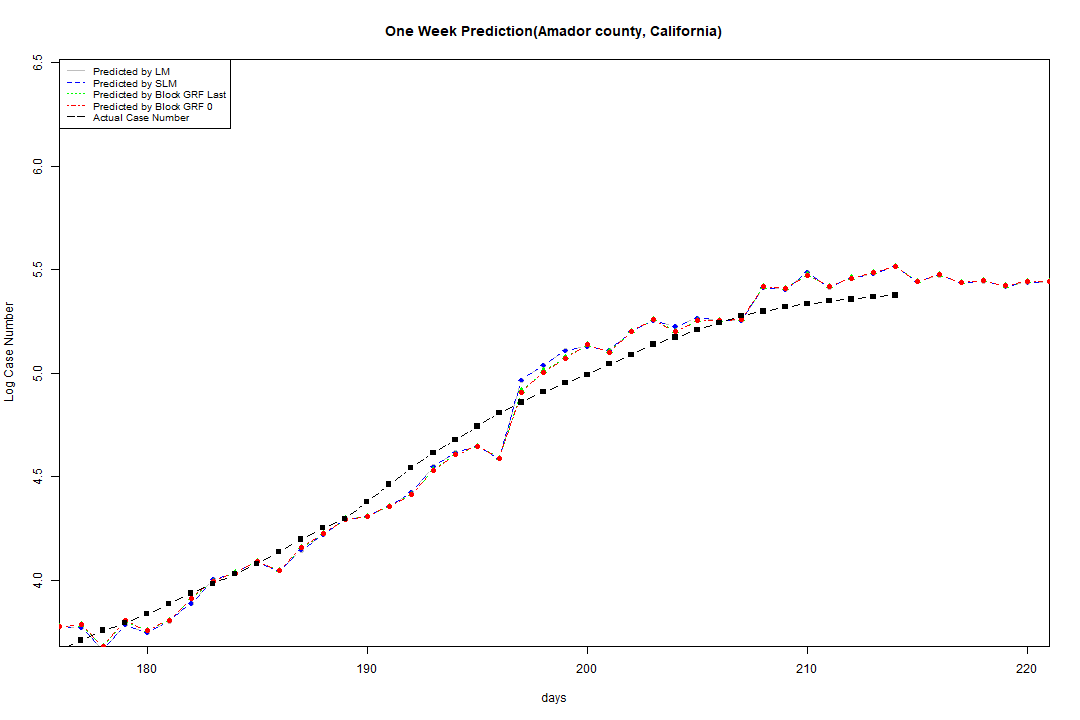 One Week Prediction(Amador county, California)
6.5
6.0
5.5
5.0
4.5
4.0
Log Case Number
Predicted by LM
Predicted by SLM
Predicted by Block GRF Last
Predicted by Block GRF 0
Actual Case Number
180
190
200
210
220
days